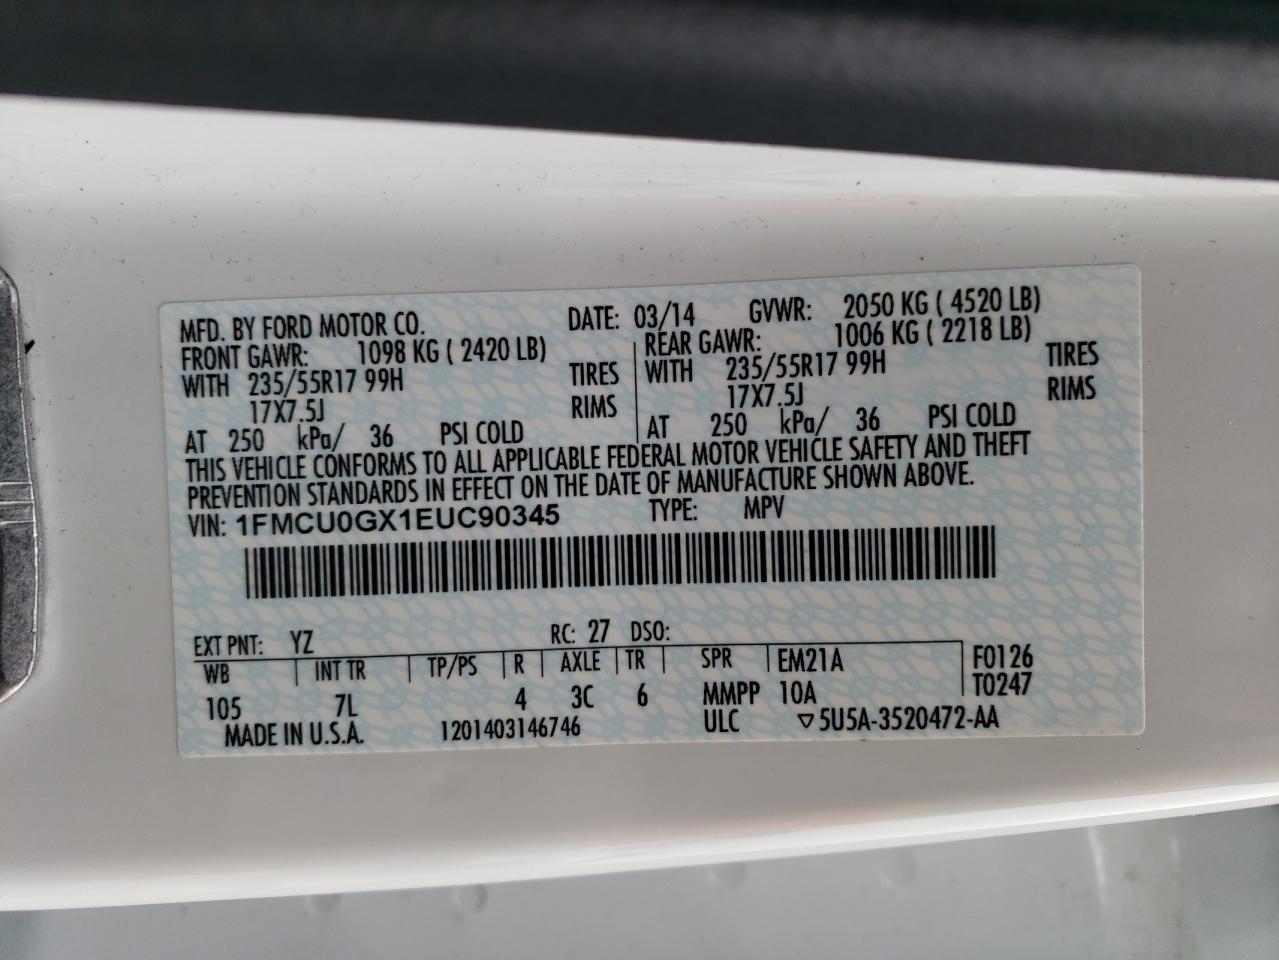 MFD. BY FORD MOTOR CO. DATE: 03/14 GVWR: 2050 KG ( 4520 LB)
FRONT GAWR: 1098 KG ( 2420 LB) REAR GAWR: 1006 KG ( 2218 LB)
WITH 235/55R17 99H TIRES WITH 235/55R17 99H TIRES
17X7.5J RIMS 17X7.5J RIMS
AT 250 kPa/ 36 PSI COLD AT 250 kPa/ 36 PSI COLD
THIS VEHICLE CONFORMS TO ALL APPLICABLE FEDERAL MOTOR VEHICLE SAFETY AND THEFT
PREVENTION STANDARDS IN EFFECT ON THE DATE OF MANUFACTURE SHOWN ABOVE.
VIN: 1FMCU0GX1EUC90345 TYPE: MPV
EXT PNT: YZ RC: 27 DSO:
WB INT TR TP/PS R AXLE TR SPR EM21A F0126
105 7L 4 3C 6 MMPP 10A T0247
MADE IN U.S.A. 1201403146746 ULC ▽5U5A-3520472-AA